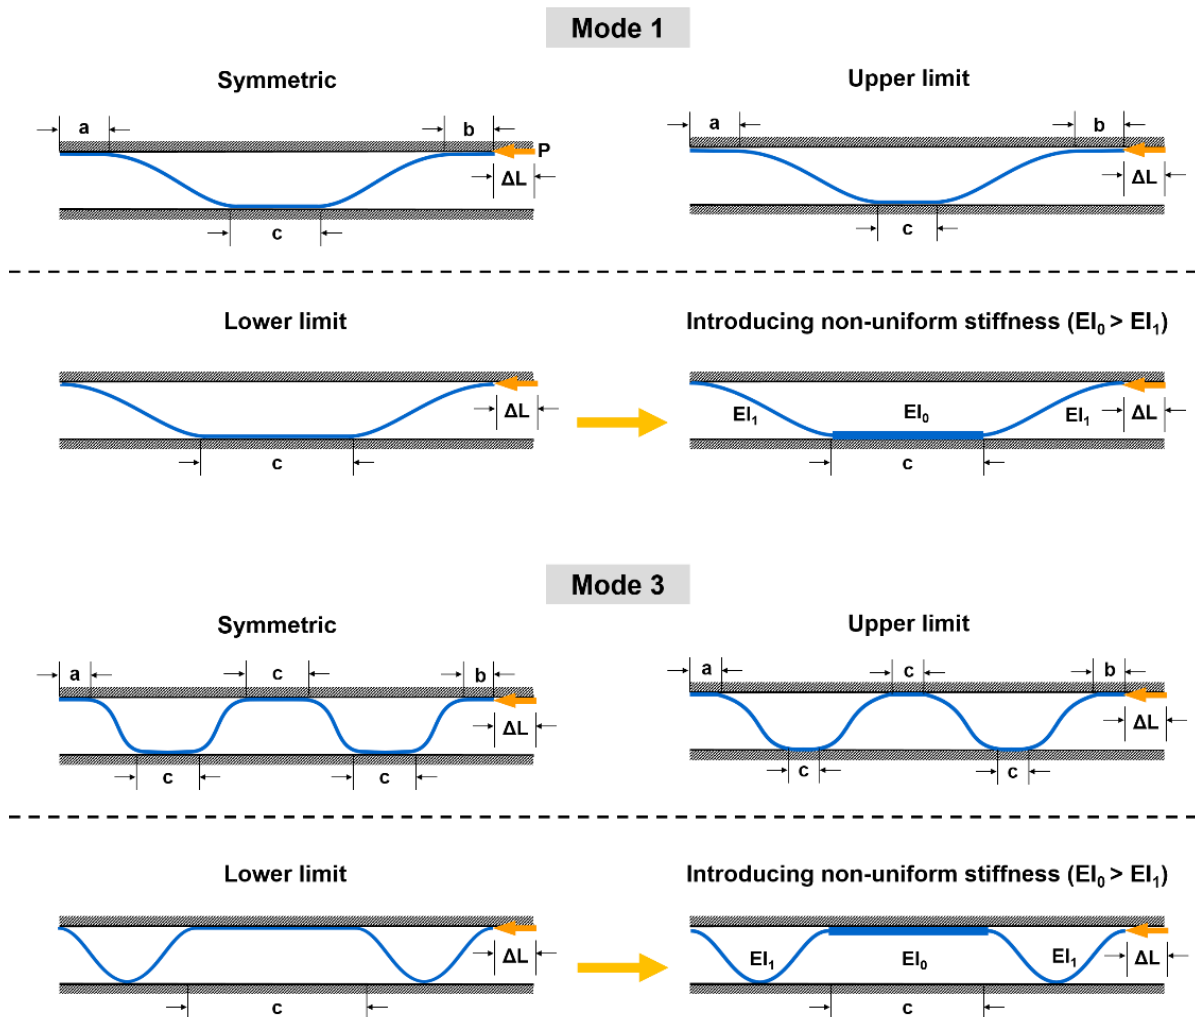 Mode 1
Symmetric
Upper limit
a
b
P
ΔL
c
a
b
ΔL
c
Lower limit
Introducing non-uniform stiffness (EI₀ > EI₁)
ΔL
c
EI₁
EI₀
EI₁
ΔL
c
Mode 3
Symmetric
Upper limit
a
c
b
ΔL
c
c
a
c
b
ΔL
c
c
Lower limit
Introducing non-uniform stiffness (EI₀ > EI₁)
ΔL
c
EI₁
EI₀
EI₁
ΔL
c